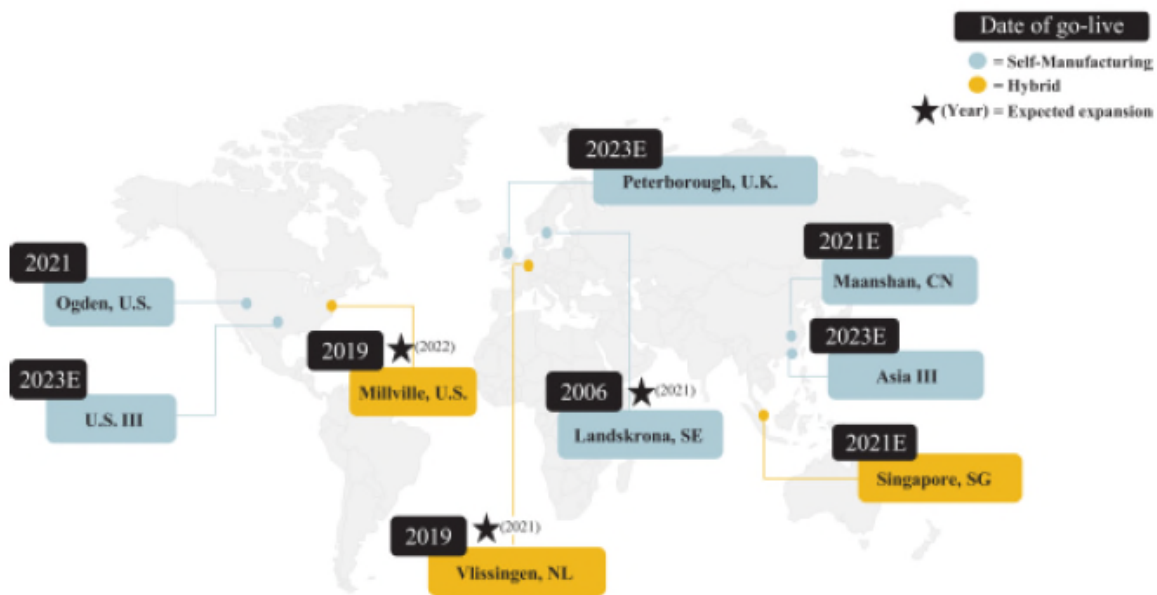 Date of go-live
= Self-Manufacturing
= Hybrid
(Year) = Expected expansion
2023E
Peterborough, U.K.
2021E
Maanshan, CN
2021
Ogden, U.S.
2019
(2022)
Millville, U.S.
2023E
Asia III
2023E
U.S. III
2006
(2021)
Landskrona, SE
2021E
Singapore, SG
2019
(2021)
Vlissingen, NL